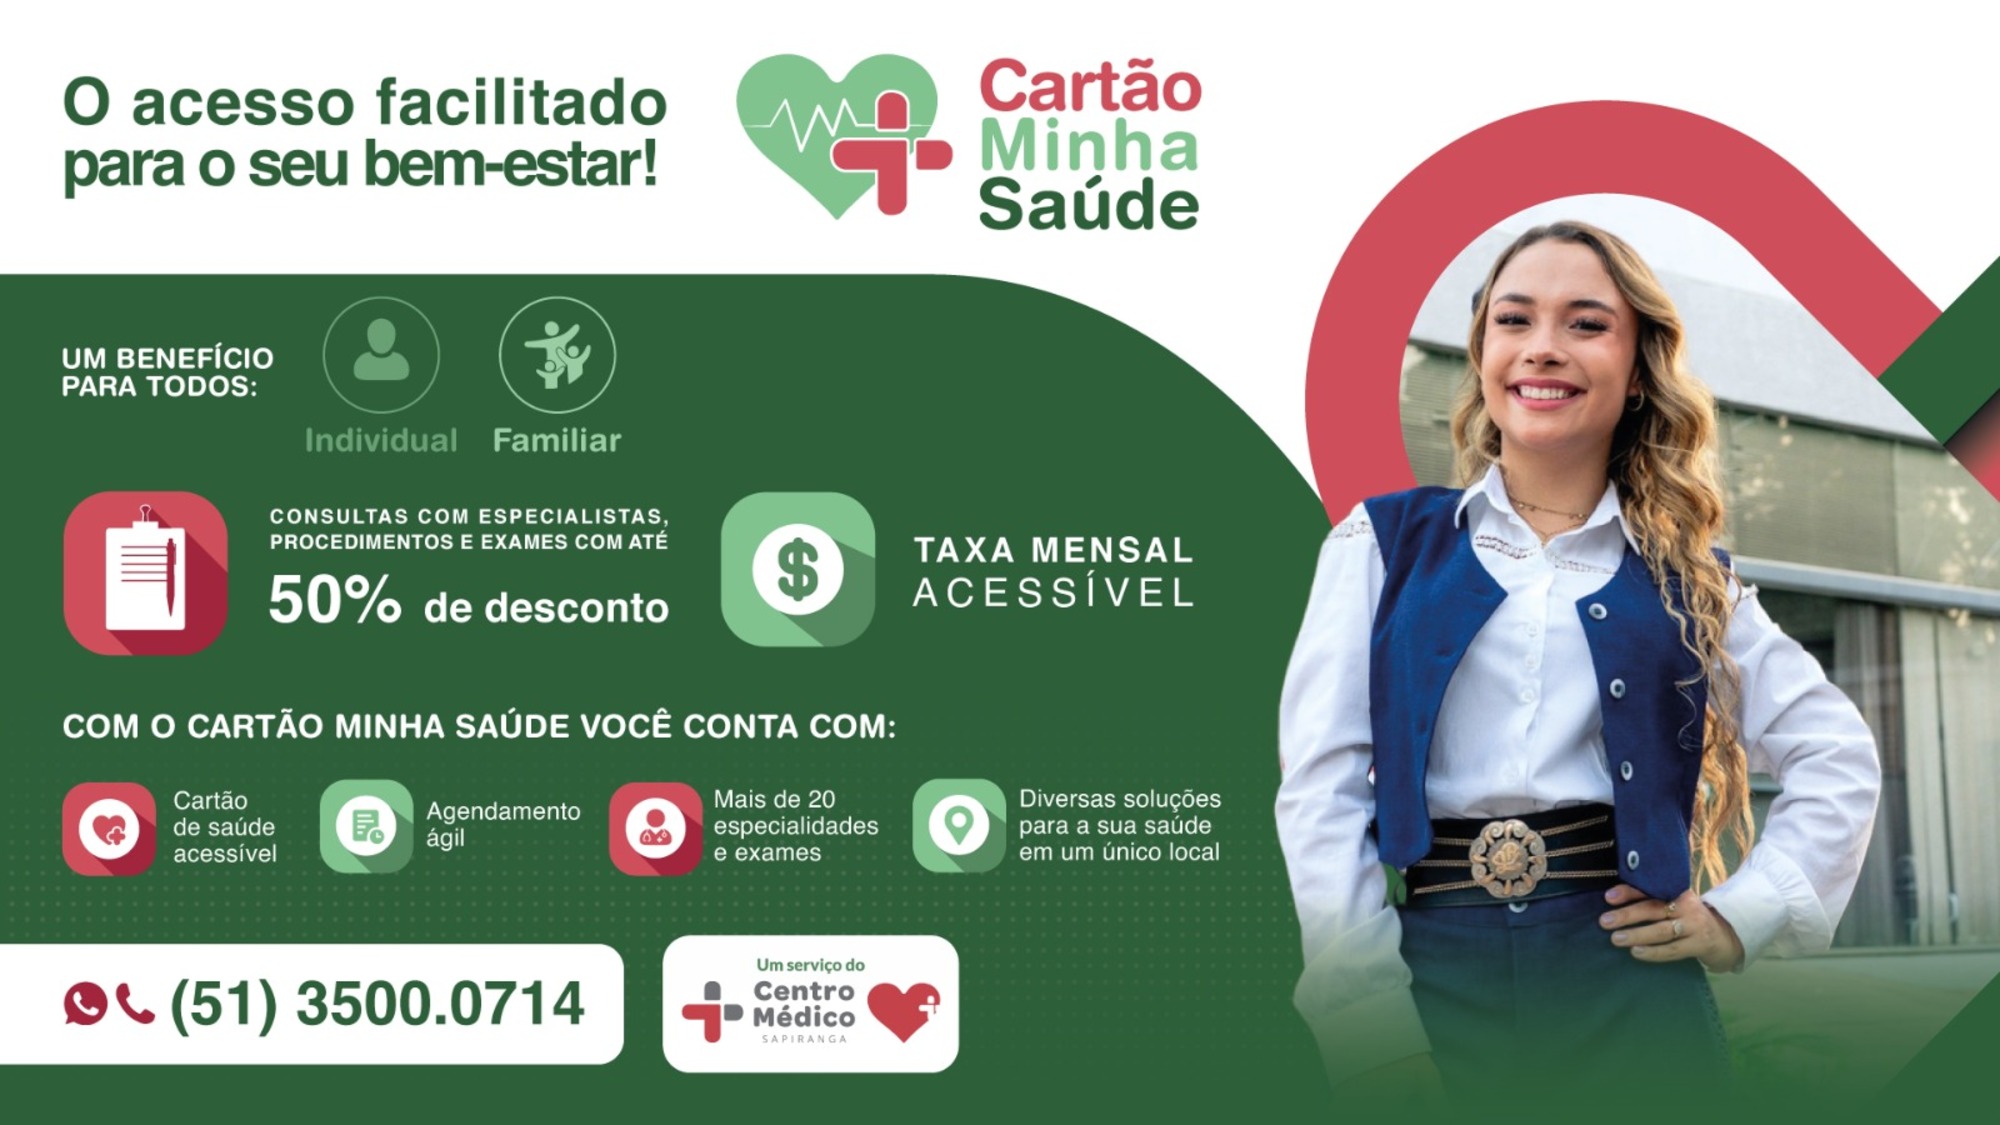 O acesso facilitado
para o seu bem-estar!
Cartão
Minha
Saúde
UM BENEFÍCIO
PARA TODOS:
Individual
Familiar
CONSULTAS COM ESPECIALISTAS,
PROCEDIMENTOS E EXAMES COM ATÉ
50% de desconto
$
TAXA MENSAL
ACESSÍVEL
COM O CARTÃO MINHA SAÚDE VOCÊ CONTA COM:
Cartão
de saúde
acessível
Agendamento
ágil
Mais de 20
especialidades
e exames
Diversas soluções
para a sua saúde
em um único local
(51) 3500.0714
Um serviço do
Centro
Médico
SAPIRANGA